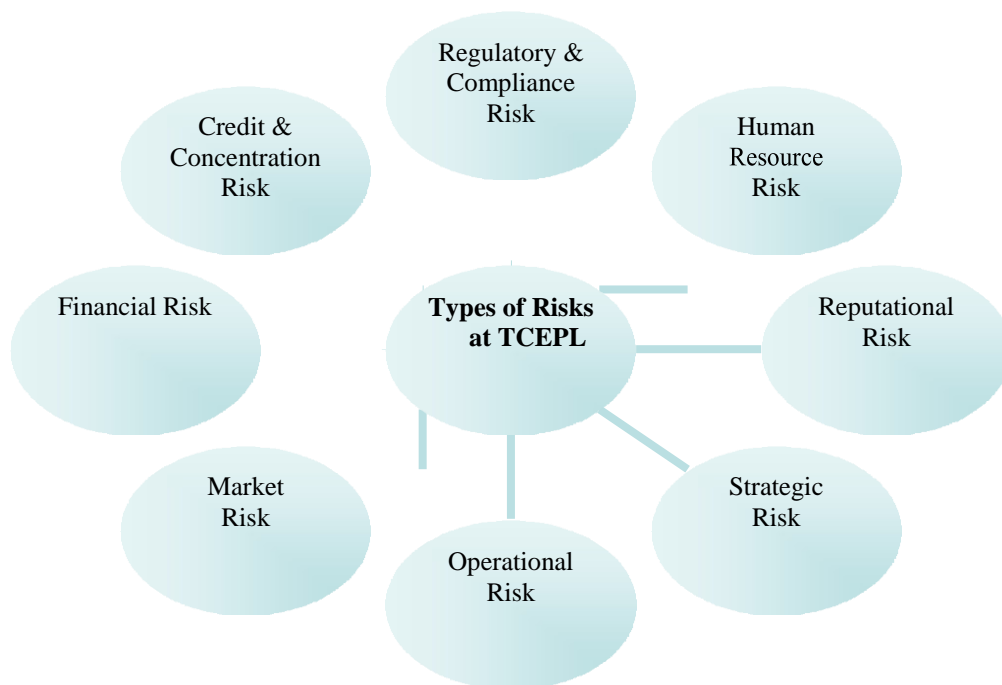 Regulatory &
Compliance
Risk
Credit &
Concentration
Risk
Human
Resource
Risk
Financial Risk
Types of Risks
at TCEPL
Reputational
Risk
Market
Risk
Operational
Risk
Strategic
Risk